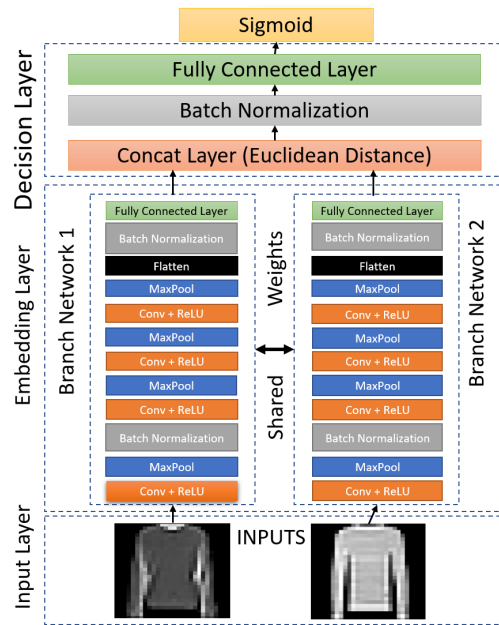 Sigmoid
Decision Layer
Fully Connected Layer
Batch Normalization
Concat Layer (Euclidean Distance)
Embedding Layer
Branch Network 1
Fully Connected Layer
Batch Normalization
Flatten
MaxPool
Conv + ReLU
MaxPool
Conv + ReLU
MaxPool
Conv + ReLU
Batch Normalization
MaxPool
Conv + ReLU
Shared Weights
Fully Connected Layer
Batch Normalization
Flatten
MaxPool
Conv + ReLU
MaxPool
Conv + ReLU
MaxPool
Conv + ReLU
Batch Normalization
MaxPool
Conv + ReLU
Branch Network 2
Input Layer
INPUTS